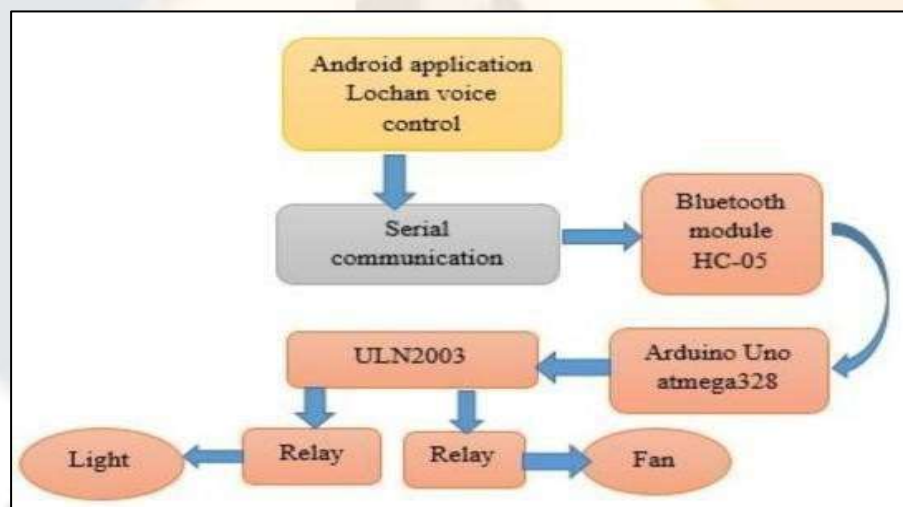 Android application
Lochan voice
control
Serial
communication
Bluetooth
module
HC-05
ULN2003
Arduino Uno
atmega328
Light
Relay
Relay
Fan